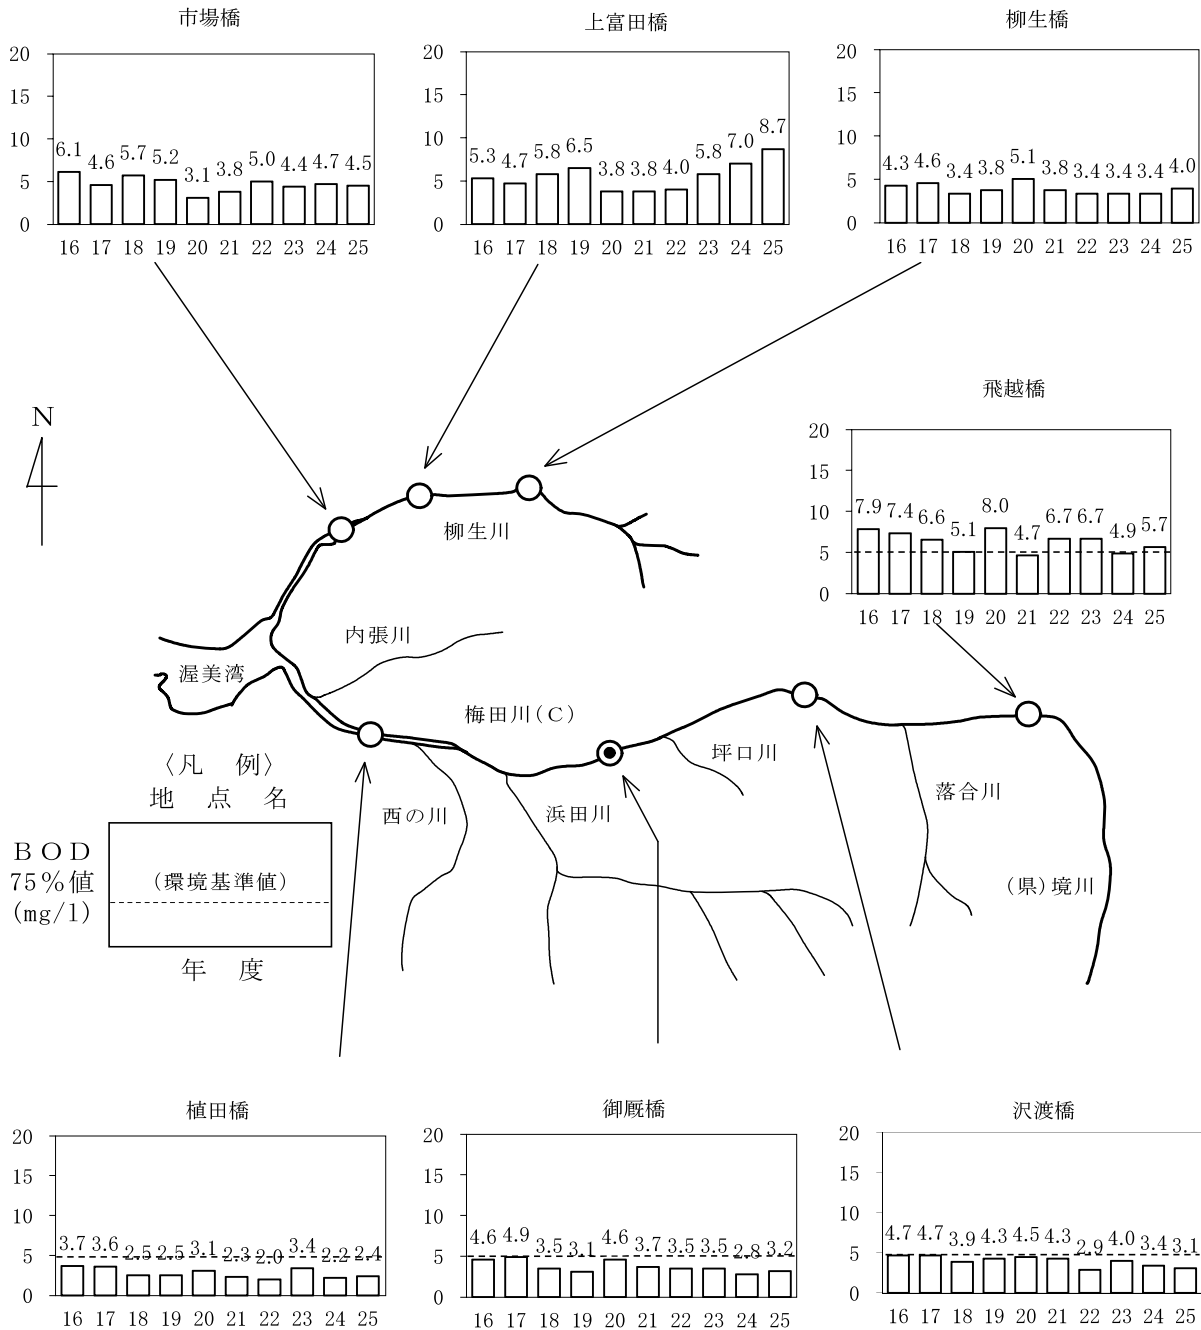 市場橋
20
15
10
5
0
6.1 4.6 5.7 5.2 3.1 3.8 5.0 4.4 4.7 4.5
16 17 18 19 20 21 22 23 24 25
上富田橋
20
15
10
5
0
5.3 4.7 5.8 6.5 3.8 3.8 4.0 5.8 7.0 8.7
16 17 18 19 20 21 22 23 24 25
柳生橋
20
15
10
5
0
4.3 4.6 3.4 3.8 5.1 3.8 3.4 3.4 3.4 4.0
16 17 18 19 20 21 22 23 24 25
飛越橋
20
15
10
5
0
7.9 7.4 6.6 5.1 8.0 4.7 6.7 6.7 4.9 5.7
16 17 18 19 20 21 22 23 24 25
N
柳生川
内張川
渥美湾
梅田川(C)
坪口川
西の川
浜田川
落合川
(県)境川
〈凡 例〉
地 点 名
BOD
75%値
(mg/l)
(環境基準値)
年 度
植田橋
20
15
10
5
0
3.7 3.6 2.5 2.5 3.1 2.3 2.0 3.4 2.2 2.4
16 17 18 19 20 21 22 23 24 25
御厩橋
20
15
10
5
0
4.6 4.9 3.5 3.1 4.6 3.7 3.5 3.5 2.8 3.2
16 17 18 19 20 21 22 23 24 25
沢渡橋
20
15
10
5
0
4.7 4.7 3.9 4.3 4.5 4.3 2.9 4.0 3.4 3.1
16 17 18 19 20 21 22 23 24 25